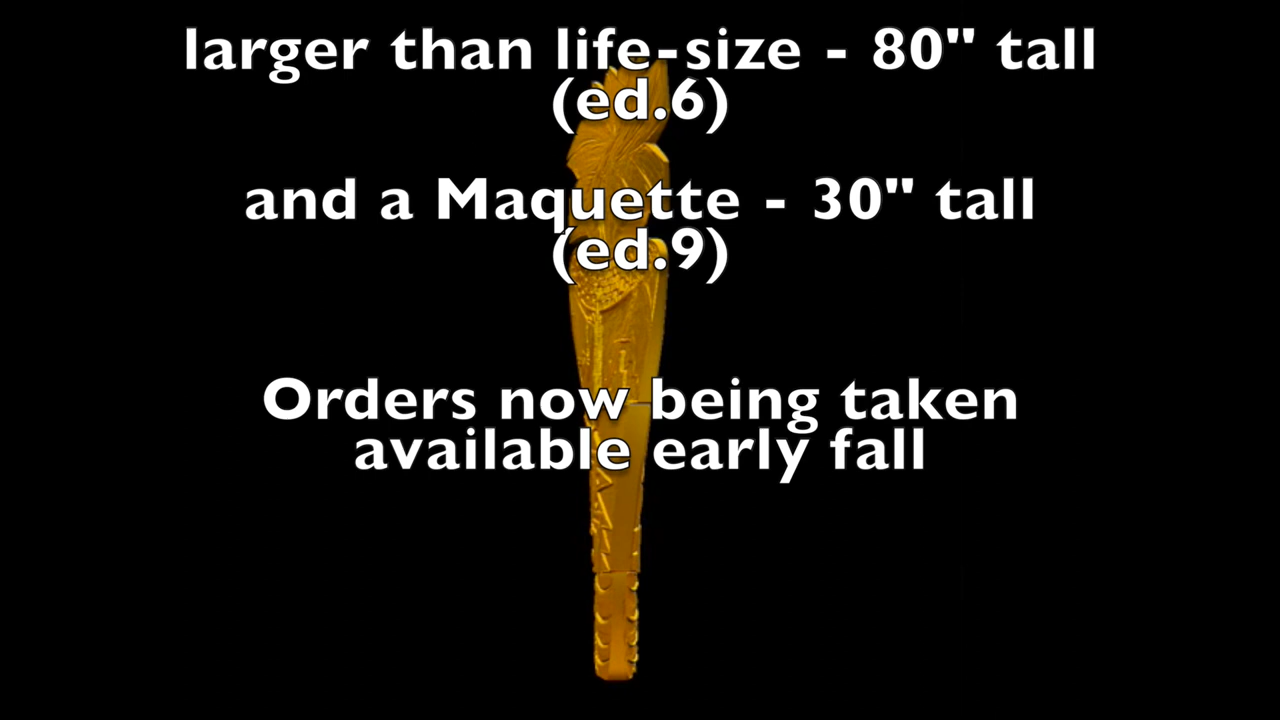 larger than life-size - 80" tall
(ed.6)
and a Maquette - 30" tall
(ed.9)
Orders now being taken
available early fall